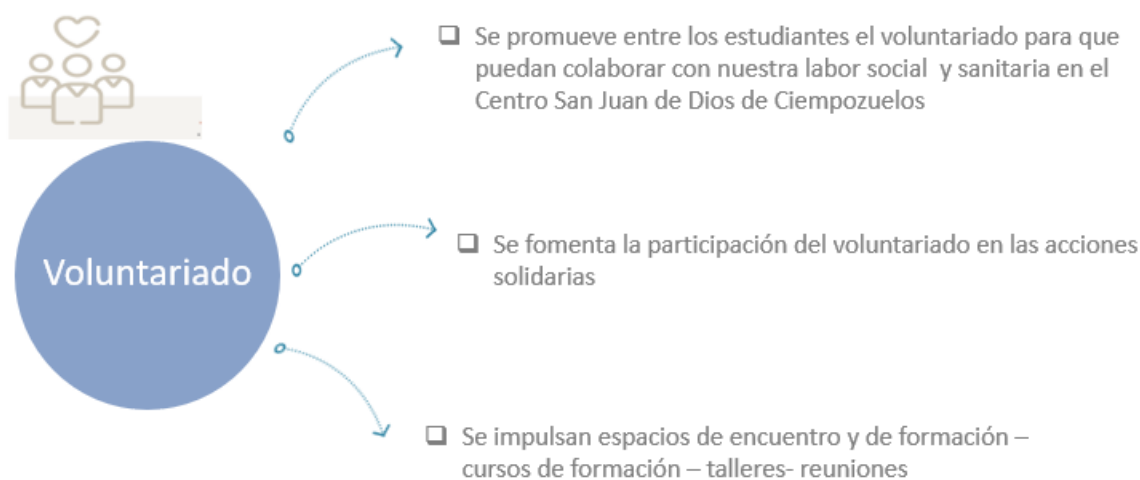 Voluntariado
Se promueve entre los estudiantes el voluntariado para que
puedan colaborar con nuestra labor social y sanitaria en el
Centro San Juan de Dios de Ciempozuelos
Se fomenta la participación del voluntariado en las acciones
solidarias
Se impulsan espacios de encuentro y de formación –
cursos de formación – talleres- reuniones